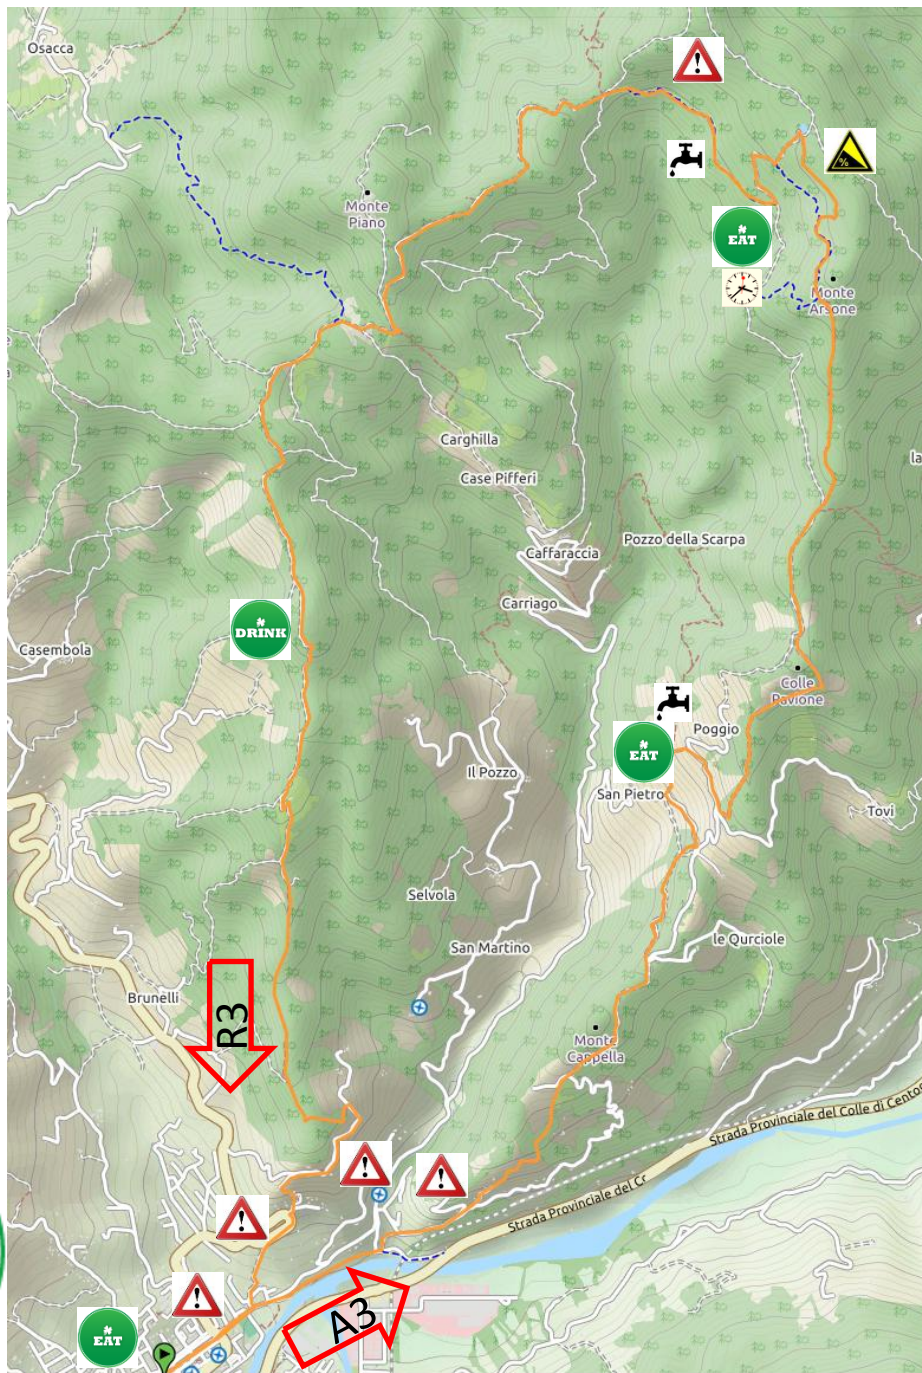 Osacca
%
Monte
Piano
EAT
Monte
Arsone
Carghilla
la
Case Pifferi
Pozzo della Scarpa
Caffaraccia
Carriago
DRINK
Casembola
Colle
Pavione
Poggio
EAT
Il Pozzo
San Pietro
Tovi
Selvola
le Qurciole
San Martino
Brunelli
R3
Monte
Cappella
Strada Provinciale del Colle di Cento
Strada Provinciale del Cr
A3
EAT